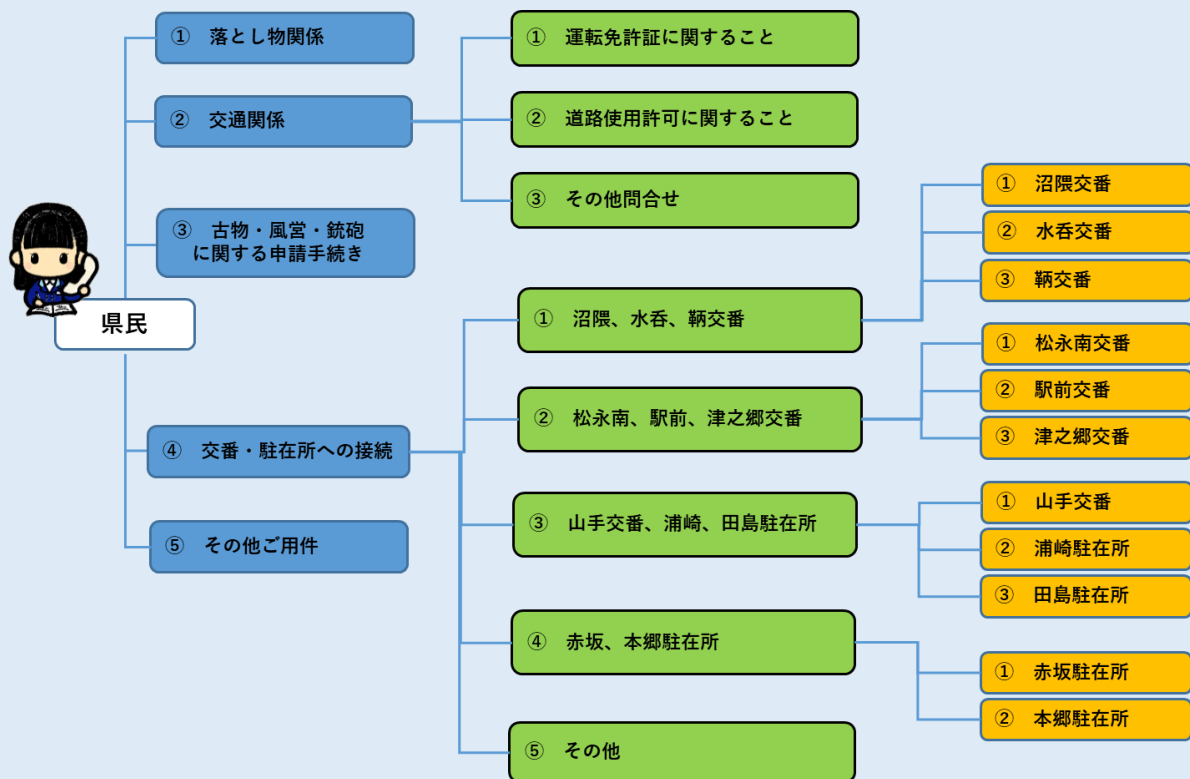 県民
① 落とし物関係
② 交通関係
③ 古物・風営・銃砲
に関する申請手続き
④ 交番・駐在所への接続
⑤ その他ご用件
① 運転免許証に関すること
② 道路使用許可に関すること
③ その他問合せ
① 沼隈、水呑、鞆交番
② 松永南、駅前、津之郷交番
③ 山手交番、浦崎、田島駐在所
④ 赤坂、本郷駐在所
⑤ その他
① 沼隈交番
② 水呑交番
③ 鞆交番
① 松永南交番
② 駅前交番
③ 津之郷交番
① 山手交番
② 浦崎駐在所
③ 田島駐在所
① 赤坂駐在所
② 本郷駐在所